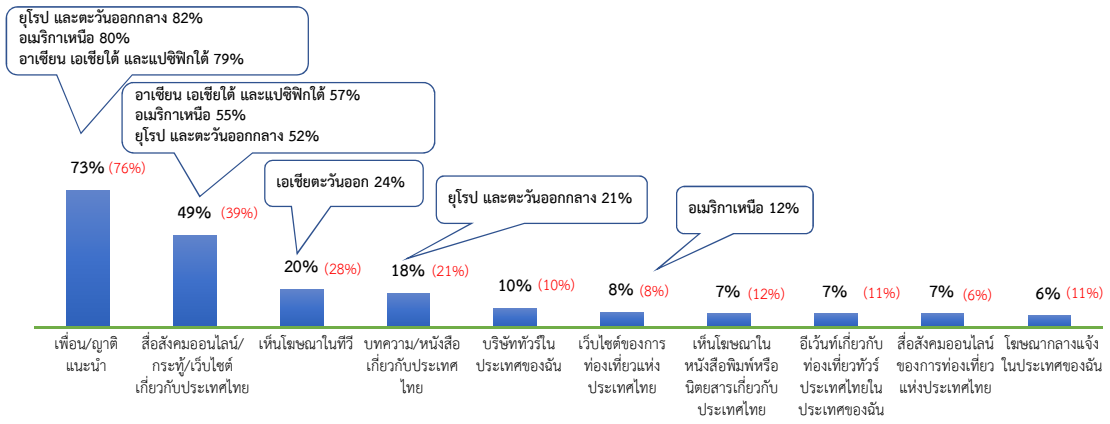 ยุโรป และตะวันออกกลาง 82%
อเมริกาเหนือ 80%
อาเซียน เอเชียใต้ และแปซิฟิกใต้ 79%
อาเซียน เอเชียใต้ และแปซิฟิกใต้ 57%
อเมริกาเหนือ 55%
ยุโรป และตะวันออกกลาง 52%
เอเชียตะวันออก 24%
ยุโรป และตะวันออกกลาง 21%
อเมริกาเหนือ 12%
73% (76%)
49% (39%)
20% (28%)
18% (21%)
10% (10%)
8% (8%)
7% (12%)
7% (11%)
7% (6%)
6% (11%)
เพื่อน/ญาติ
แนะนำ
สื่อสังคมออนไลน์/
กระทู้/เว็บไซต์
เกี่ยวกับประเทศไทย
เห็นโฆษณาในทีวี
บทความ/หนังสือ
เกี่ยวกับประเทศ
ไทย
บริษัททัวร์ใน
ประเทศของฉัน
เว็บไซต์ของการ
ท่องเที่ยวแห่ง
ประเทศไทย
เห็นโฆษณาใน
หนังสือพิมพ์หรือ
นิตยสารเกี่ยวกับ
ประเทศไทย
อีเว้นท์เกี่ยวกับ
ท่องเที่ยวทัวร์
ประเทศไทยใน
ประเทศของฉัน
สื่อสังคมออนไลน์
ของการท่องเที่ยว
แห่งประเทศไทย
โฆษณากลางแจ้ง
ในประเทศของฉัน